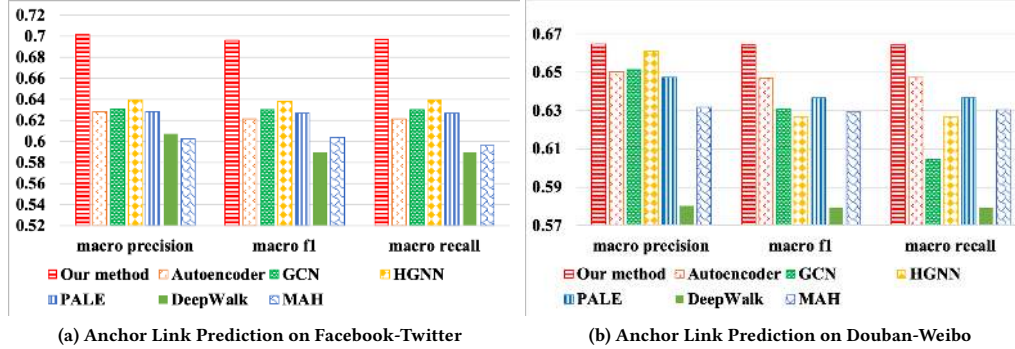 0.72
0.7
0.68
0.66
0.64
0.62
0.6
0.58
0.56
0.54
0.52
macro precision macro f1 macro recall
Our method Autoencoder GCN HGNN
PALE DeepWalk MAH
(a) Anchor Link Prediction on Facebook-Twitter
0.67
0.65
0.63
0.61
0.59
0.57
macro precision macro f1 macro recall
Our method Autoencoder GCN HGNN
PALE DeepWalk MAH
(b) Anchor Link Prediction on Douban-Weibo